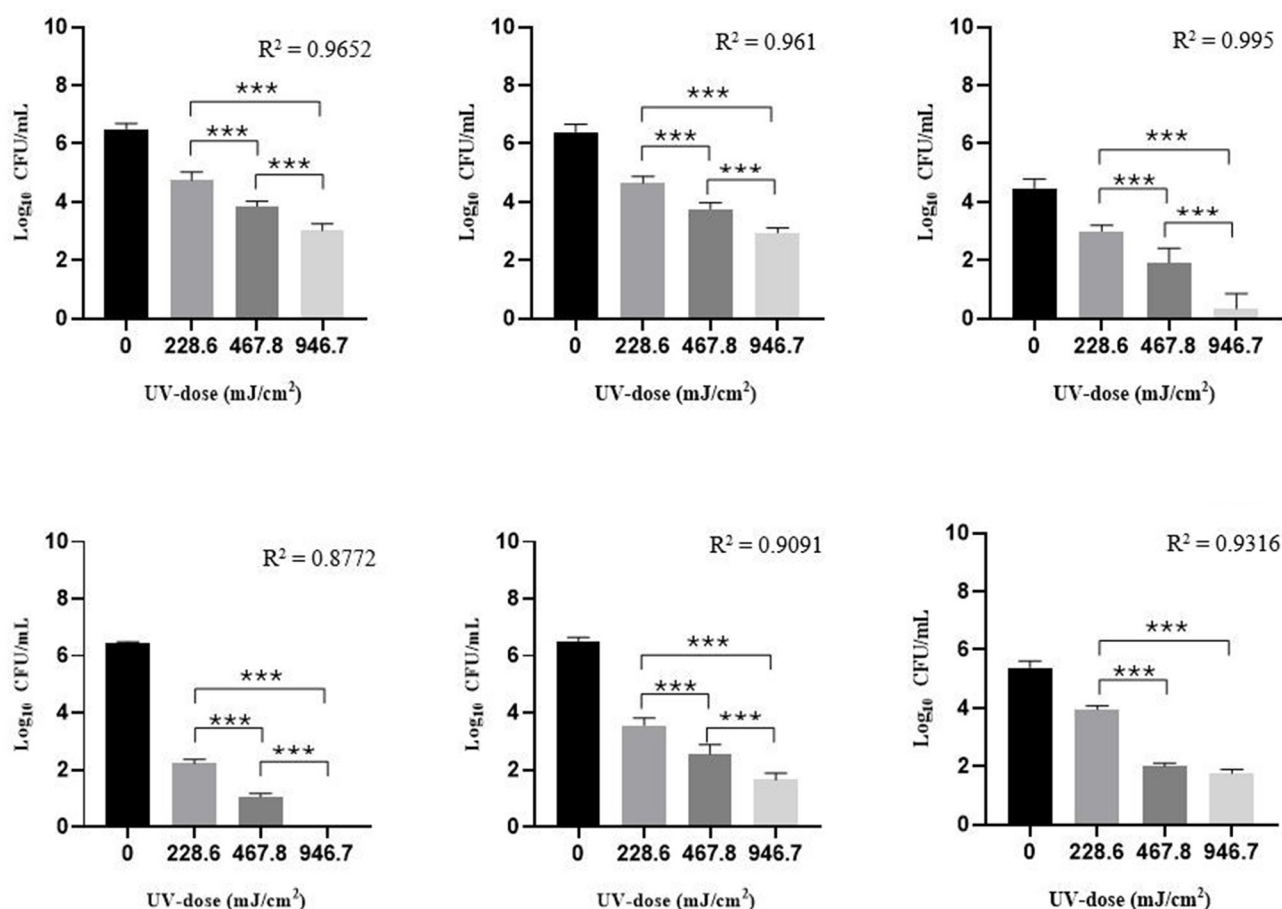 R² = 0.9652
10
8
6
4
2
0
Log₁₀ CFU/mL
***
***
***
0 228.6 467.8 946.7
UV-dose (mJ/cm²)
R² = 0.961
10
8
6
4
2
0
Log₁₀ CFU/mL
***
***
***
0 228.6 467.8 946.7
UV-dose (mJ/cm²)
R² = 0.995
10
8
6
4
2
0
Log₁₀ CFU/mL
***
***
***
0 228.6 467.8 946.7
UV-dose (mJ/cm²)
R² = 0.8772
10
8
6
4
2
0
Log₁₀ CFU/mL
***
***
***
0 228.6 467.8 946.7
UV-dose (mJ/cm²)
R² = 0.9091
10
8
6
4
2
0
Log₁₀ CFU/mL
***
***
***
0 228.6 467.8 946.7
UV-dose (mJ/cm²)
R² = 0.9316
10
8
6
4
2
0
Log₁₀ CFU/mL
***
***
0 228.6 467.8 946.7
UV-dose (mJ/cm²)